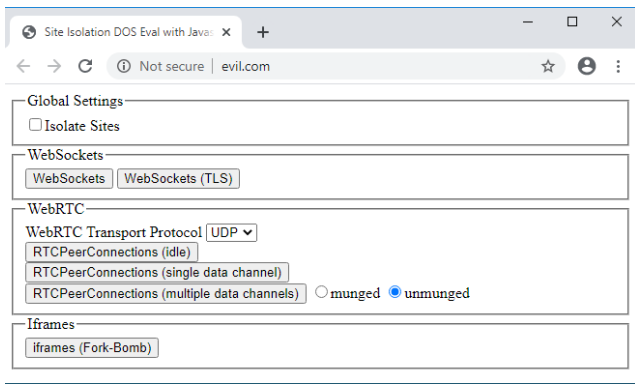 Site Isolation DOS Eval with Javas
Not secure | evil.com
Global Settings
Isolate Sites
WebSockets
WebSockets WebSockets (TLS)
WebRTC
WebRTC Transport Protocol UDP
RTCPeerConnections (idle)
RTCPeerConnections (single data channel)
RTCPeerConnections (multiple data channels) munged unmunged
Iframes
iframes (Fork-Bomb)